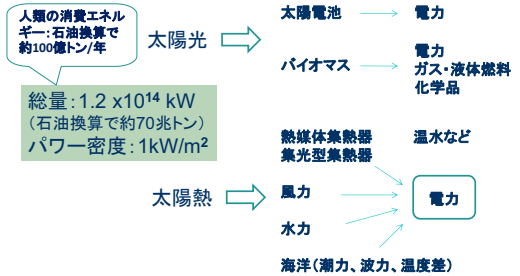 人類の消費エネル
ギー：石油換算で
約100億トン/年
太陽光
総量：1.2 x10¹⁴ kW
（石油換算で約70兆トン）
パワー密度：1kW/m²
太陽熱
太陽電池
電力
バイオマス
電力
ガス・液体燃料
化学品
熱媒体集熱器
集光型集熱器
温水など
風力
水力
海洋（潮力、波力、温度差）
電力